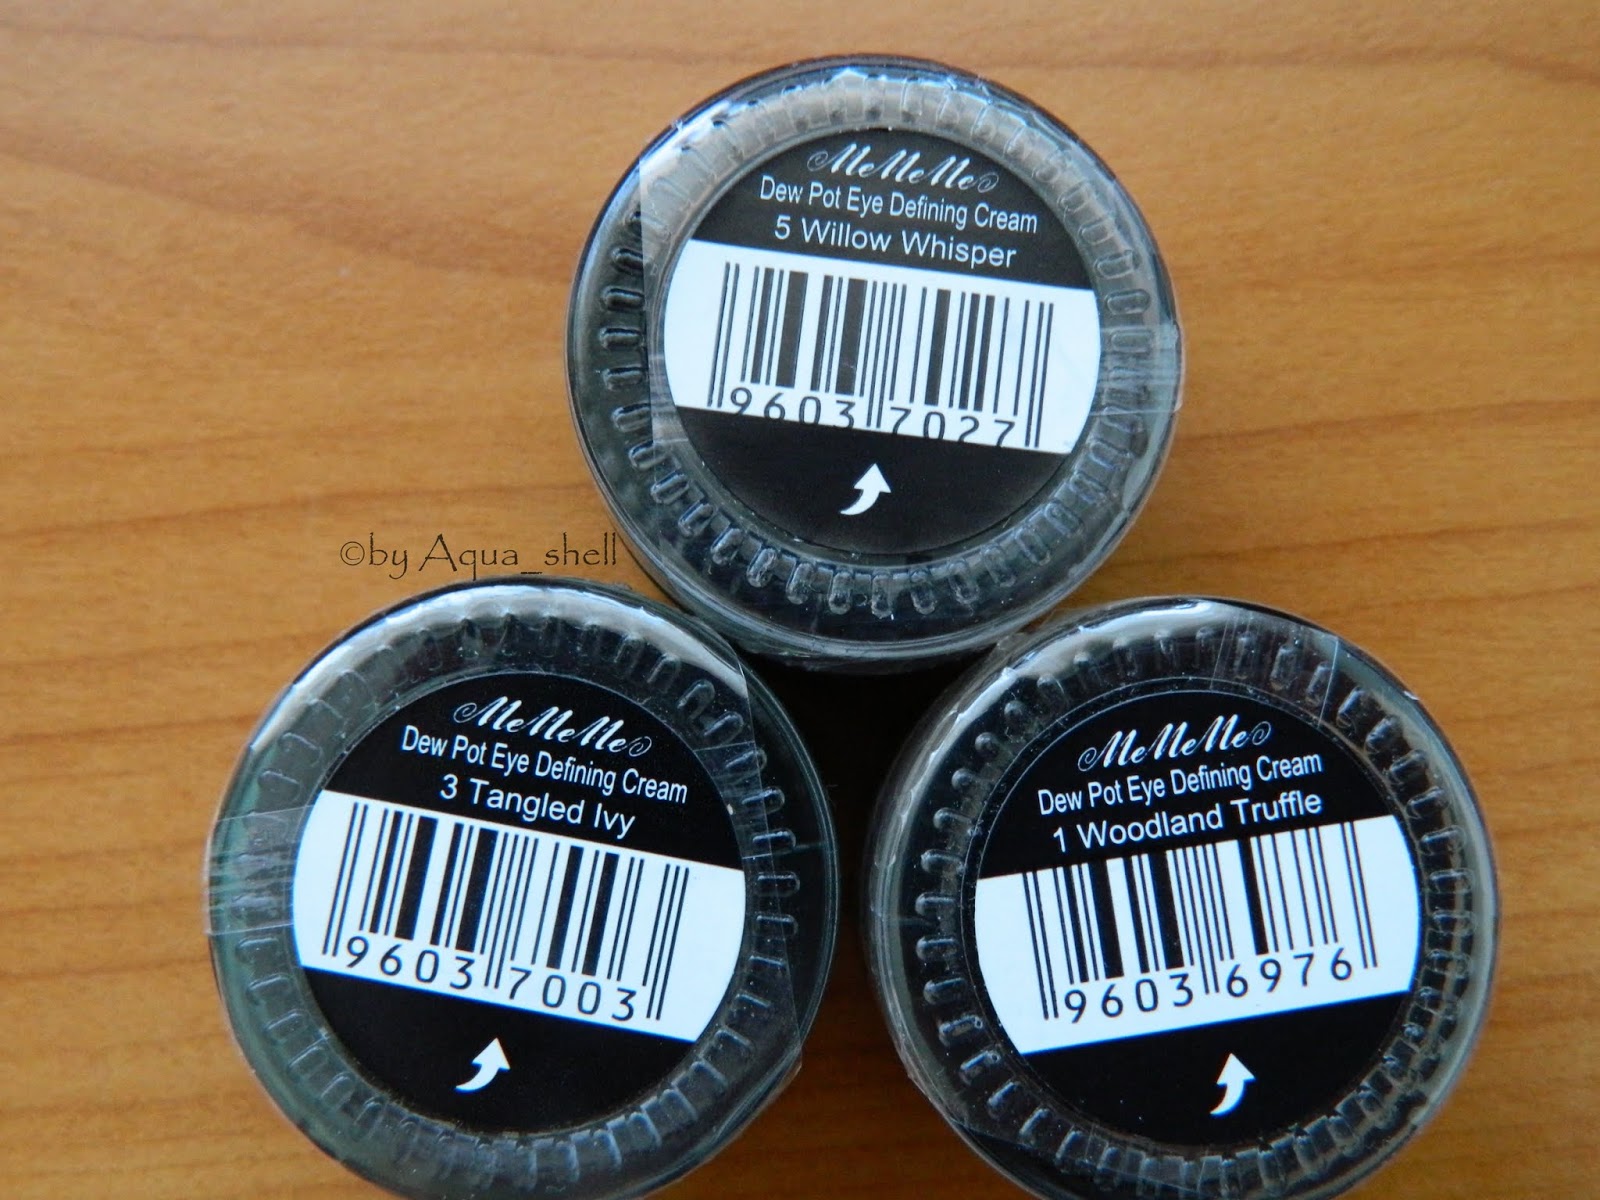 MeMeMe
Dew Pot Eye Defining Cream
5 Willow Whisper
9603 7027
©by Aqua_shell
MeMeMe
Dew Pot Eye Defining Cream
3 Tangled Ivy
9603 7003
MeMeMe
Dew Pot Eye Defining Cream
1 Woodland Truffle
9603 6976